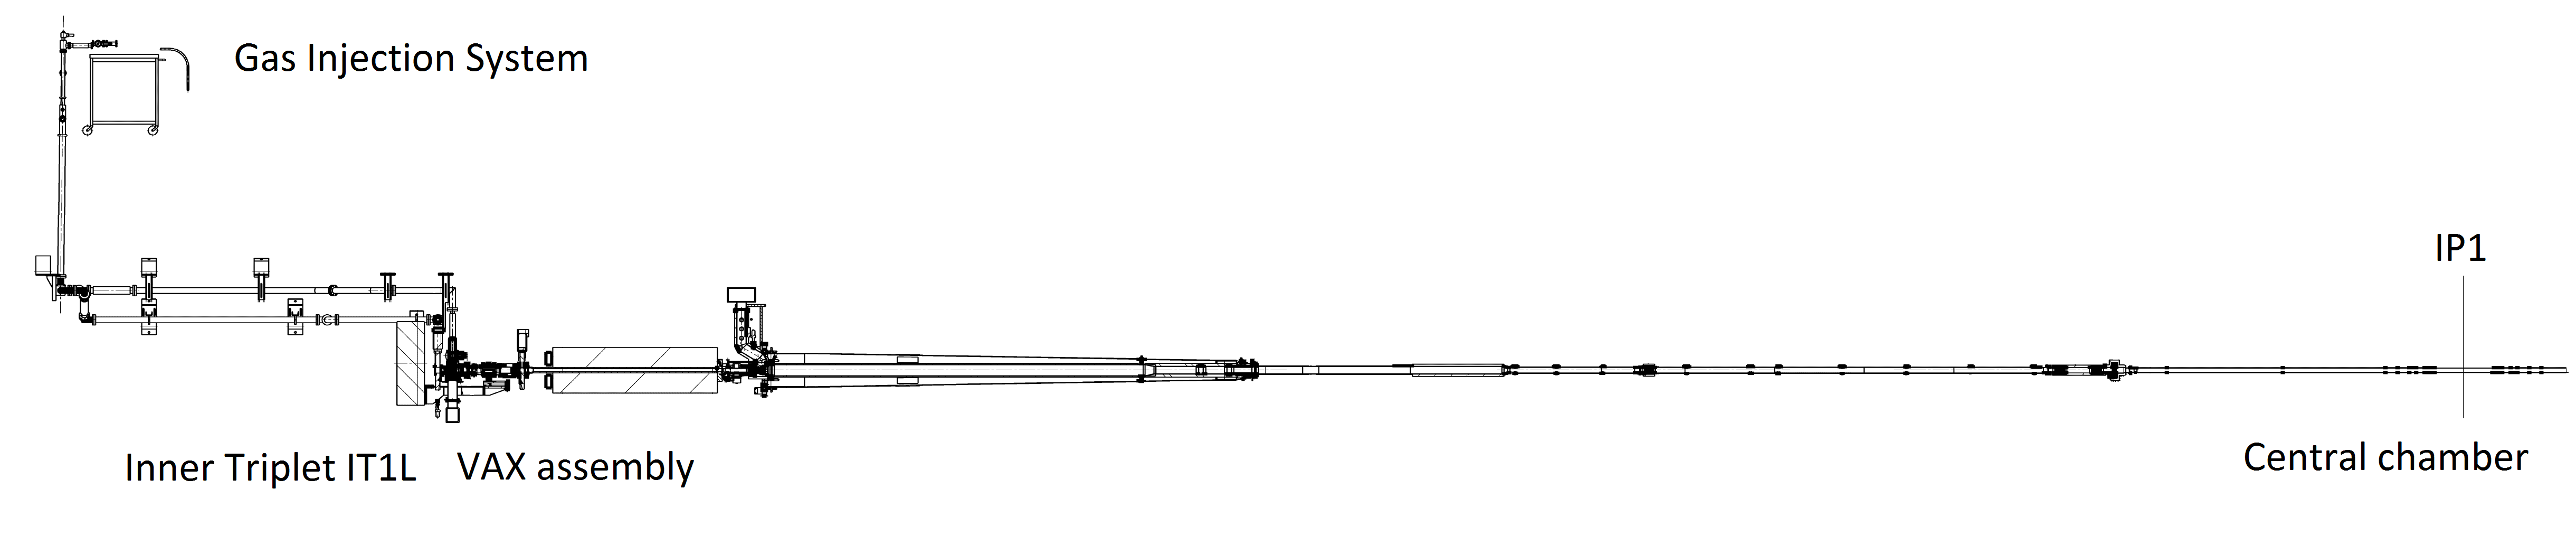 Gas Injection System
IP1
Inner Triplet IT1L
VAX assembly
Central chamber